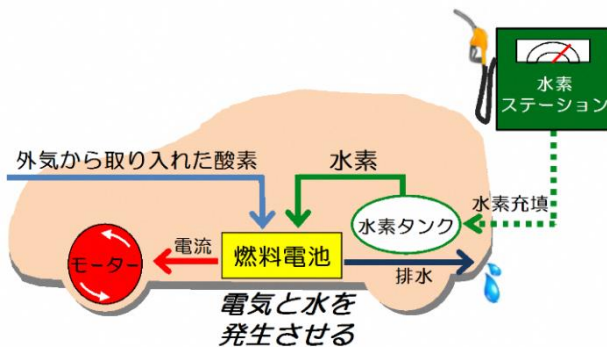 水素
ステーション
外気から取り入れた酸素
水素
水素充填
水素タンク
モーター
電流
燃料電池
排水
電気と水を
発生させる